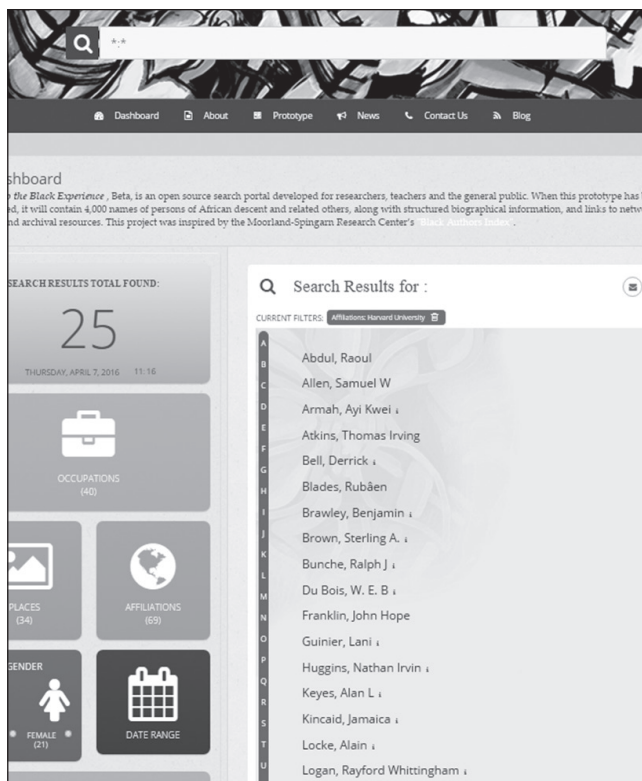 *:*
Dashboard About Prototype News Contact Us Blog
shboard
o the Black Experience , Beta, is an open source search portal developed for researchers, teachers and the general public. When this prototype has
ed, it will contain 4,000 names of persons of African descent and related others, along with structured biographical information, and links to netw
nd archival resources. This project was inspired by the Moorland-Spingarn Research Center's "Black Authors Index".
SEARCH RESULTS TOTAL FOUND:
25
THURSDAY, APRIL 7, 2016 11:16
OCCUPATIONS
(40)
PLACES
(34)
AFFILIATIONS
(69)
GENDER
FEMALE
(21)
DATE RANGE
Search Results for :
CURRENT FILTERS: Affiliations: Harvard University
A
B
C
D
E
F
G
H
I
J
K
L
M
N
O
P
Q
R
S
T
U
Abdul, Raoul
Allen, Samuel W
Armah, Ayi Kwei
Atkins, Thomas Irving
Bell, Derrick
Blades, Rubâen
Brawley, Benjamin
Brown, Sterling A.
Bunche, Ralph J
Du Bois, W. E. B
Franklin, John Hope
Guinier, Lani
Huggins, Nathan Irvin
Keyes, Alan L
Kincaid, Jamaica
Locke, Alain
Logan, Rayford Whittingham